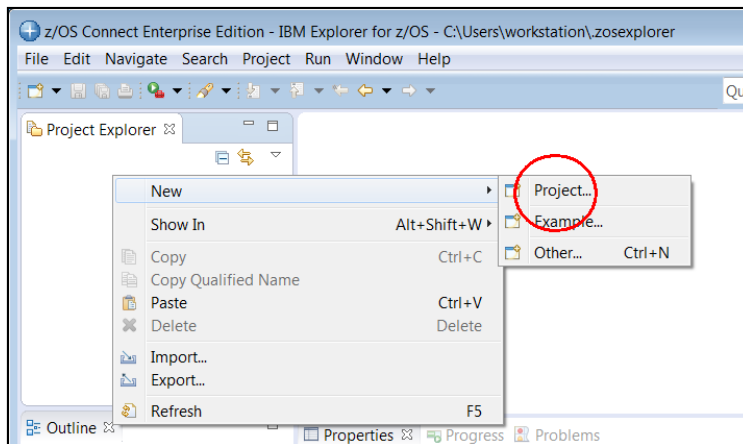 z/OS Connect Enterprise Edition - IBM Explorer for z/OS - C:\Users\workstation\.zosexplorer
File Edit Navigate Search Project Run Window Help
Project Explorer
New
Show In Alt+Shift+W
Copy Ctrl+C
Copy Qualified Name
Paste Ctrl+V
Delete Delete
Import...
Export...
Refresh F5
Project...
Example...
Other... Ctrl+N
Outline
Properties Progress Problems